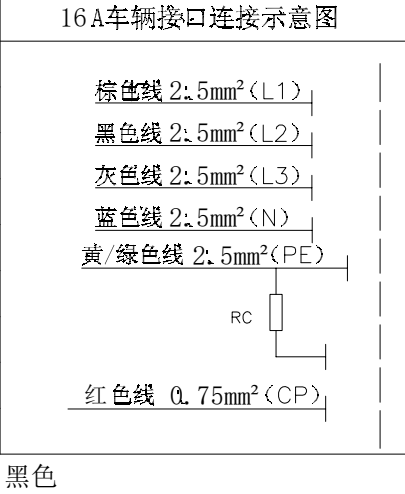 16A车辆接口连接示意图
棕色线 2.5mm²(L1)
黑色线 2.5mm²(L2)
灰色线 2.5mm²(L3)
蓝色线 2.5mm²(N)
黄/绿色线 2.5mm²(PE)
RC
红色线 0.75mm²(CP)
黑色